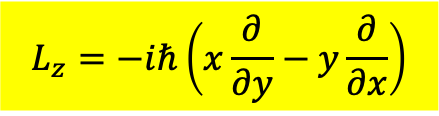 L_z = −iħ (x ∂/∂y − y ∂/∂x)